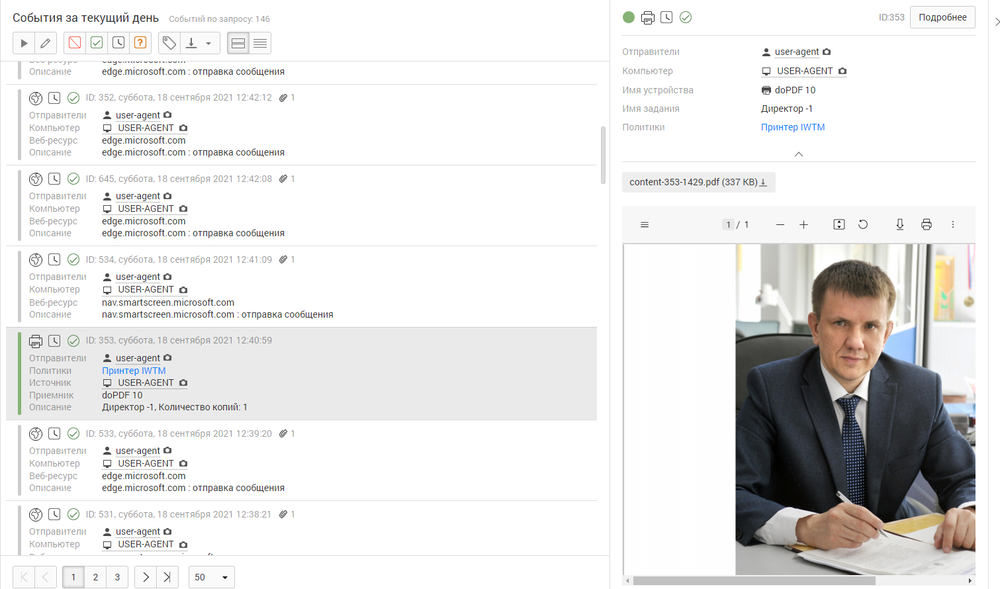 События за текущий день Событий по запросу: 146
Описание edge.microsoft.com : отправка сообщения
ID: 352, суббота, 18 сентября 2021 12:42:12 1
Отправители user-agent
Компьютер USER-AGENT
Веб-ресурс edge.microsoft.com
Описание edge.microsoft.com : отправка сообщения
ID: 645, суббота, 18 сентября 2021 12:42:08 1
Отправители user-agent
Компьютер USER-AGENT
Веб-ресурс edge.microsoft.com
Описание edge.microsoft.com : отправка сообщения
ID: 534, суббота, 18 сентября 2021 12:41:09 1
Отправители user-agent
Компьютер USER-AGENT
Веб-ресурс nav.smartscreen.microsoft.com
Описание nav.smartscreen.microsoft.com : отправка сообщения
ID: 353, суббота, 18 сентября 2021 12:40:59
Отправители user-agent
Политики Принтер IWTM
Источник USER-AGENT
Приемник doPDF 10
Описание Директор -1, Количество копий: 1
ID: 533, суббота, 18 сентября 2021 12:39:20 1
Отправители user-agent
Компьютер USER-AGENT
Веб-ресурс edge.microsoft.com
Описание edge.microsoft.com : отправка сообщения
ID: 531, суббота, 18 сентября 2021 12:38:21 1
Отправители user-agent
Компьютер USER-AGENT
1 2 3 50
ID:353 Подробнее
Отправители user-agent
Компьютер USER-AGENT
Имя устройства doPDF 10
Имя задания Директор -1
Политики Принтер IWTM
content-353-1429.pdf (337 KB)
1 / 1